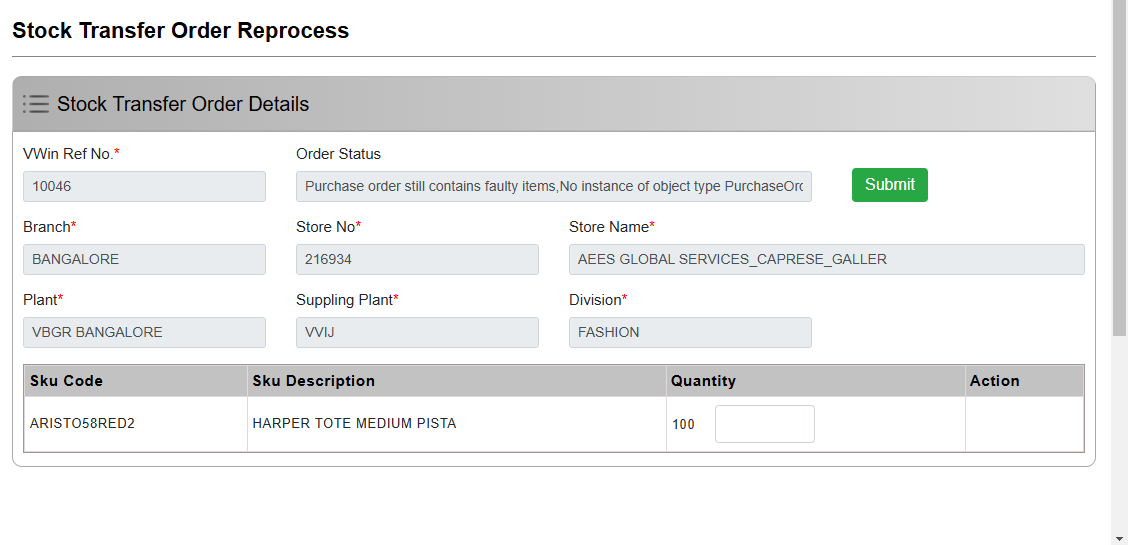 Stock Transfer Order Reprocess
Stock Transfer Order Details
VWin Ref No.*
Order Status
10046
Purchase order still contains faulty items,No instance of object type PurchaseOrc
Submit
Branch*
Store No*
Store Name*
BANGALORE
216934
AEES GLOBAL SERVICES_CAPRESE_GALLER
Plant*
Suppling Plant*
Division*
VBGR BANGALORE
VVIJ
FASHION
Sku Code
Sku Description
Quantity
Action
ARISTO58RED2
HARPER TOTE MEDIUM PISTA
100